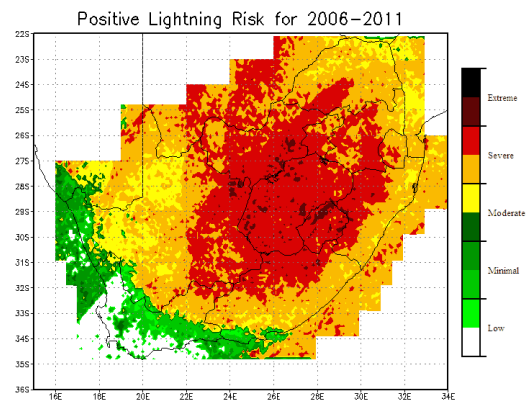 Positive Lightning Risk for 2006-2011
22S
23S
24S
25S
26S
27S
28S
29S
30S
31S
32S
33S
34S
35S
36S
16E
18E
20E
22E
24E
26E
28E
30E
32E
34E
Extreme
Severe
Moderate
Minimal
Low